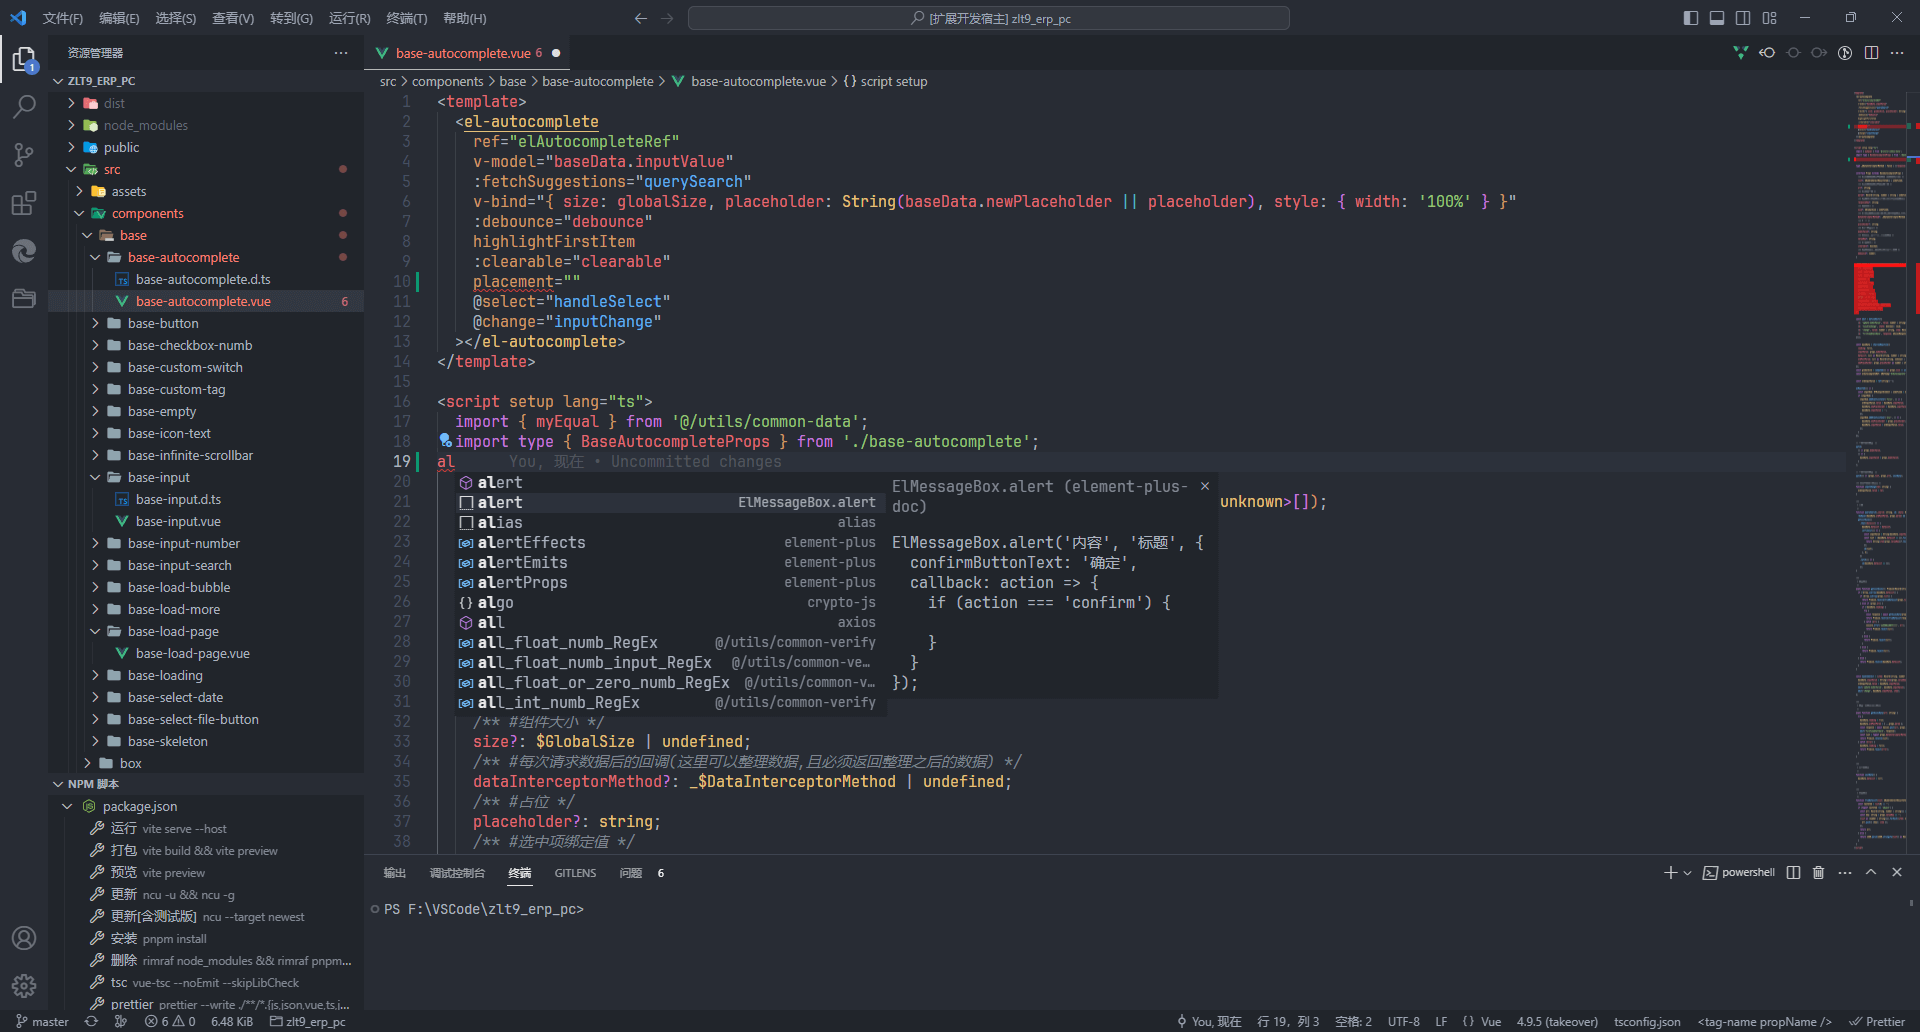 文件(F) 编辑(E) 选择(S) 查看(V) 转到(G) 运行(R) 终端(T) 帮助(H)
[扩展开发宿主] zlt9_erp_pc
1
资源管理器
ZLT9_ERP_PC
dist
node_modules
public
src
assets
components
base
base-autocomplete
base-autocomplete.d.ts
base-autocomplete.vue 6
base-button
base-checkbox-numb
base-custom-switch
base-custom-tag
base-empty
base-icon-text
base-infinite-scrollbar
base-input
base-input.d.ts
base-input.vue
base-input-number
base-input-search
base-load-bubble
base-load-more
base-load-page
base-load-page.vue
base-loading
base-select-date
base-select-file-button
base-skeleton
box
NPM 脚本
package.json
运行 vite serve --host
打包 vite build && vite preview
预览 vite preview
更新 ncu -u && ncu -g
更新[含测试版] ncu --target newest
安装 pnpm install
删除 rimraf node_modules && rimraf pnpm...
tsc vue-tsc --noEmit --skipLibCheck
prettier prettier --write ./**/*.{js,json,vue,ts,j...
base-autocomplete.vue 6
src > components > base > base-autocomplete > base-autocomplete.vue > {} script setup
1 <template>
2 <el-autocomplete
3 ref="elAutocompleteRef"
4 v-model="baseData.inputValue"
5 :fetchSuggestions="querySearch"
6 v-bind="{ size: globalSize, placeholder: String(baseData.newPlaceholder || placeholder), style: { width: '100%' } }"
7 :debounce="debounce"
8 highlightFirstItem
9 :clearable="clearable"
10 placement=""
11 @select="handleSelect"
12 @change="inputChange"
13 ></el-autocomplete>
14 </template>
15
16 <script setup lang="ts">
17 import { myEqual } from '@/utils/common-data';
18 import type { BaseAutocompleteProps } from './base-autocomplete';
19 al You, 现在 • Uncommitted changes
20
21 unknown>[]);
22
23
24
25
26
27
28
29
30
31
32 /** #组件大小 */
33 size?: $GlobalSize | undefined;
34 /** #每次请求数据后的回调(这里可以整理数据,且必须返回整理之后的数据) */
35 dataInterceptorMethod?: _$DataInterceptorMethod | undefined;
36 /** #占位 */
37 placeholder?: string;
38 /** #选中项绑定值 */
alert
alert ElMessageBox.alert
alias alias
alertEffects element-plus
alertEmits element-plus
alertProps element-plus
{} algo crypto-js
all axios
all_float_numb_RegEx @/utils/common-verify
all_float_numb_input_RegEx @/utils/common-ve…
all_float_or_zero_numb_RegEx @/utils/common-v…
all_int_numb_RegEx @/utils/common-verify
ElMessageBox.alert (element-plus-
doc)
ElMessageBox.alert('内容', '标题', {
confirmButtonText: '确定',
callback: action => {
if (action === 'confirm') {
}
}
});
输出 调试控制台 终端 GITLENS 问题 6
powershell
PS F:\VSCode\zlt9_erp_pc>
master 6 0 6.48 KiB zlt9_erp_pc
You, 现在 行 19, 列 3 空格: 2 UTF-8 LF {} Vue 4.9.5 (takeover) tsconfig.json <tag-name propName /> Prettier